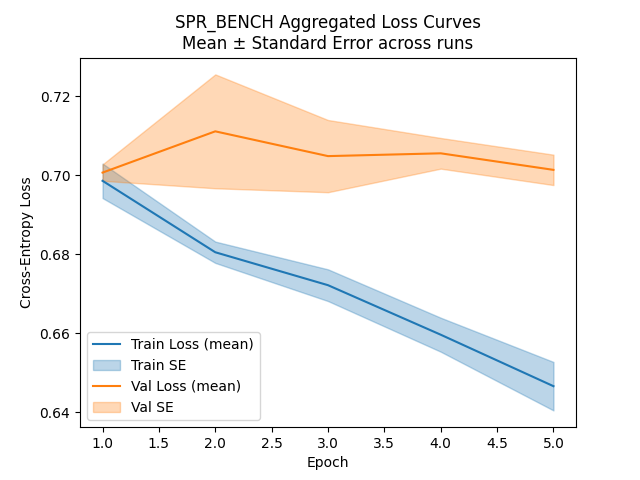 SPR_BENCH Aggregated Loss Curves
Mean ± Standard Error across runs
Cross-Entropy Loss
0.72
0.70
0.68
0.66
0.64
Train Loss (mean)
Train SE
Val Loss (mean)
Val SE
1.0 1.5 2.0 2.5 3.0 3.5 4.0 4.5 5.0
Epoch